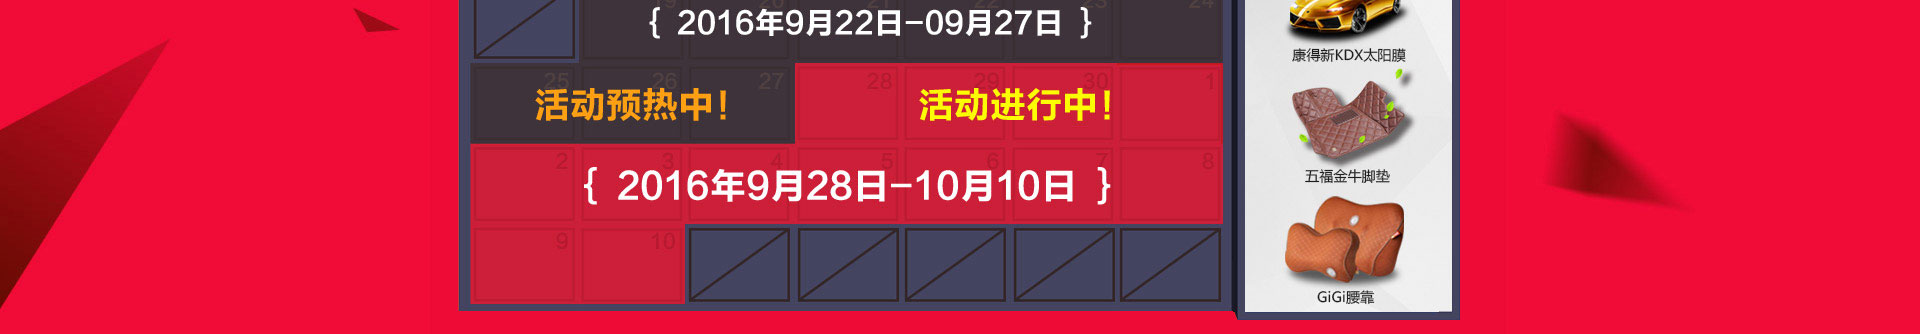 { 2016年9月22日-09月27日 }
25 26 27 28 29 30 1
活动预热中! 活动进行中!
2 3 4 5 6 7 8
{ 2016年9月28日-10月10日 }
9 10
康得新KDX太阳膜
五福金牛脚垫
GiGi腰靠